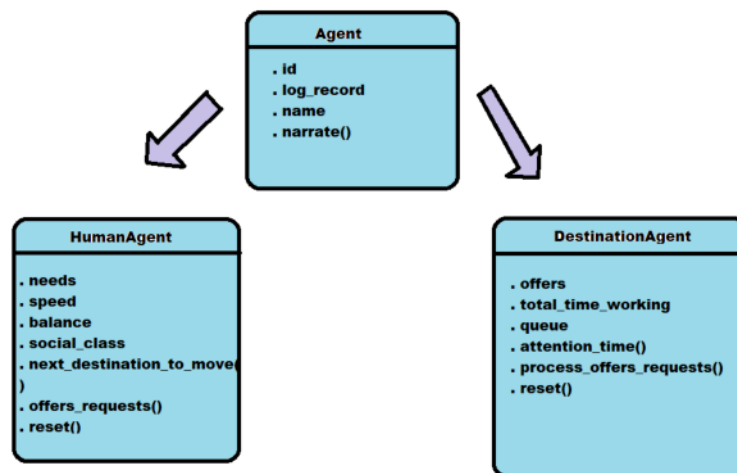 Agent
. id
. log_record
. name
. narrate()
HumanAgent
. needs
. speed
. balance
. social_class
. next_destination_to_move(
)
. offers_requests()
. reset()
DestinationAgent
. offers
. total_time_working
. queue
. attention_time()
. process_offers_requests()
. reset()